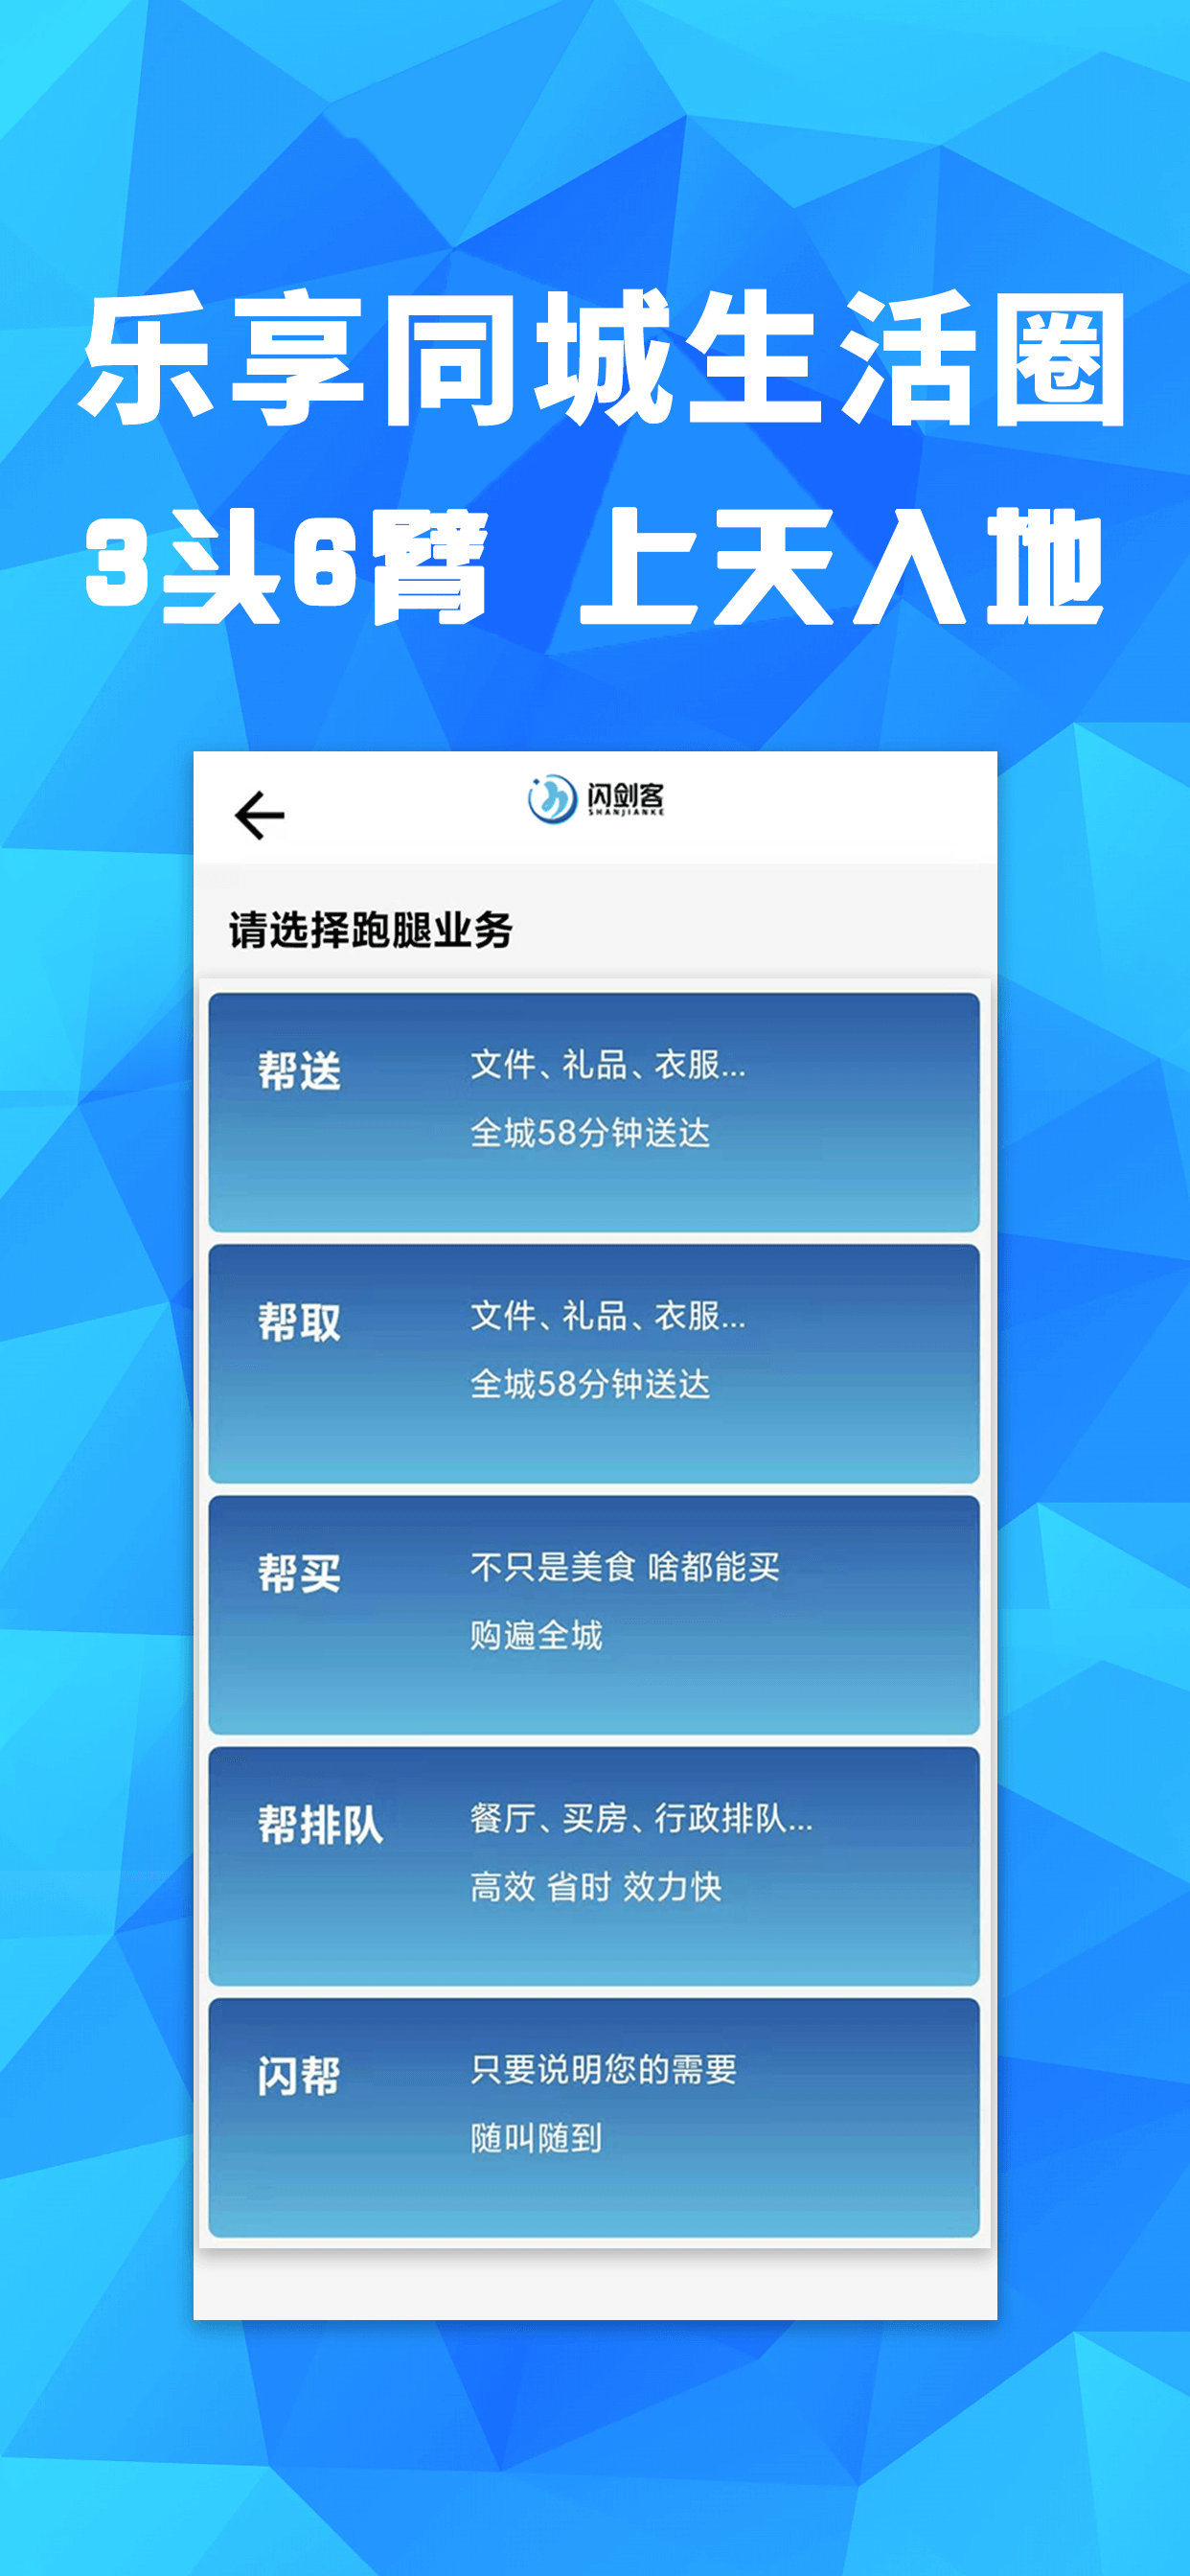 乐享同城生活圈
3头6臂 上天入地
闪剑客
SHANJIANKE
请选择跑腿业务
帮送
文件、礼品、衣服...
全城58分钟送达
帮取
文件、礼品、衣服...
全城58分钟送达
帮买
不只是美食 啥都能买
购遍全城
帮排队
餐厅、买房、行政排队...
高效 省时 效力快
闪帮
只要说明您的需要
随叫随到